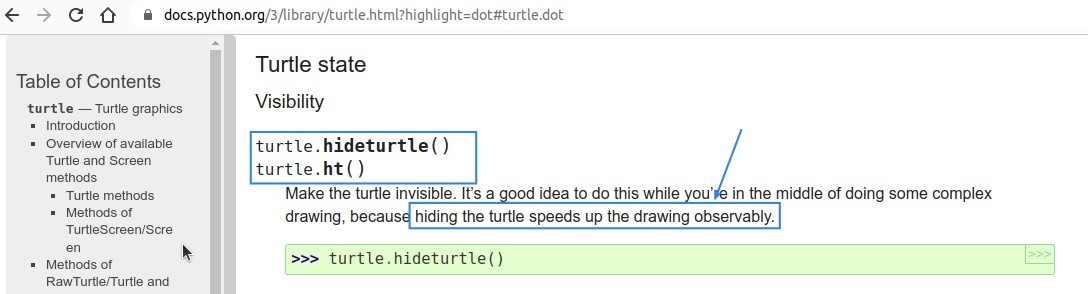 docs.python.org/3/library/turtle.html?highlight=dot#turtle.dot
Table of Contents
turtle — Turtle graphics
Introduction
Overview of available
Turtle and Screen
methods
Turtle methods
Methods of
TurtleScreen/Scre
en
Methods of
RawTurtle/Turtle and
Turtle state
Visibility
turtle.hideturtle()
turtle.ht()
Make the turtle invisible. It’s a good idea to do this while you’re in the middle of doing some complex
drawing, because hiding the turtle speeds up the drawing observably.
>>> turtle.hideturtle()
>>>